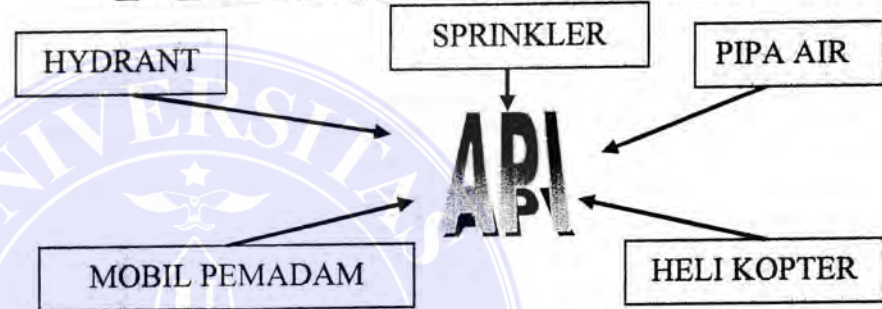 SPRINKLER
HYDRANT
PIPA AIR
API
MOBIL PEMADAM
HELI KOPTER